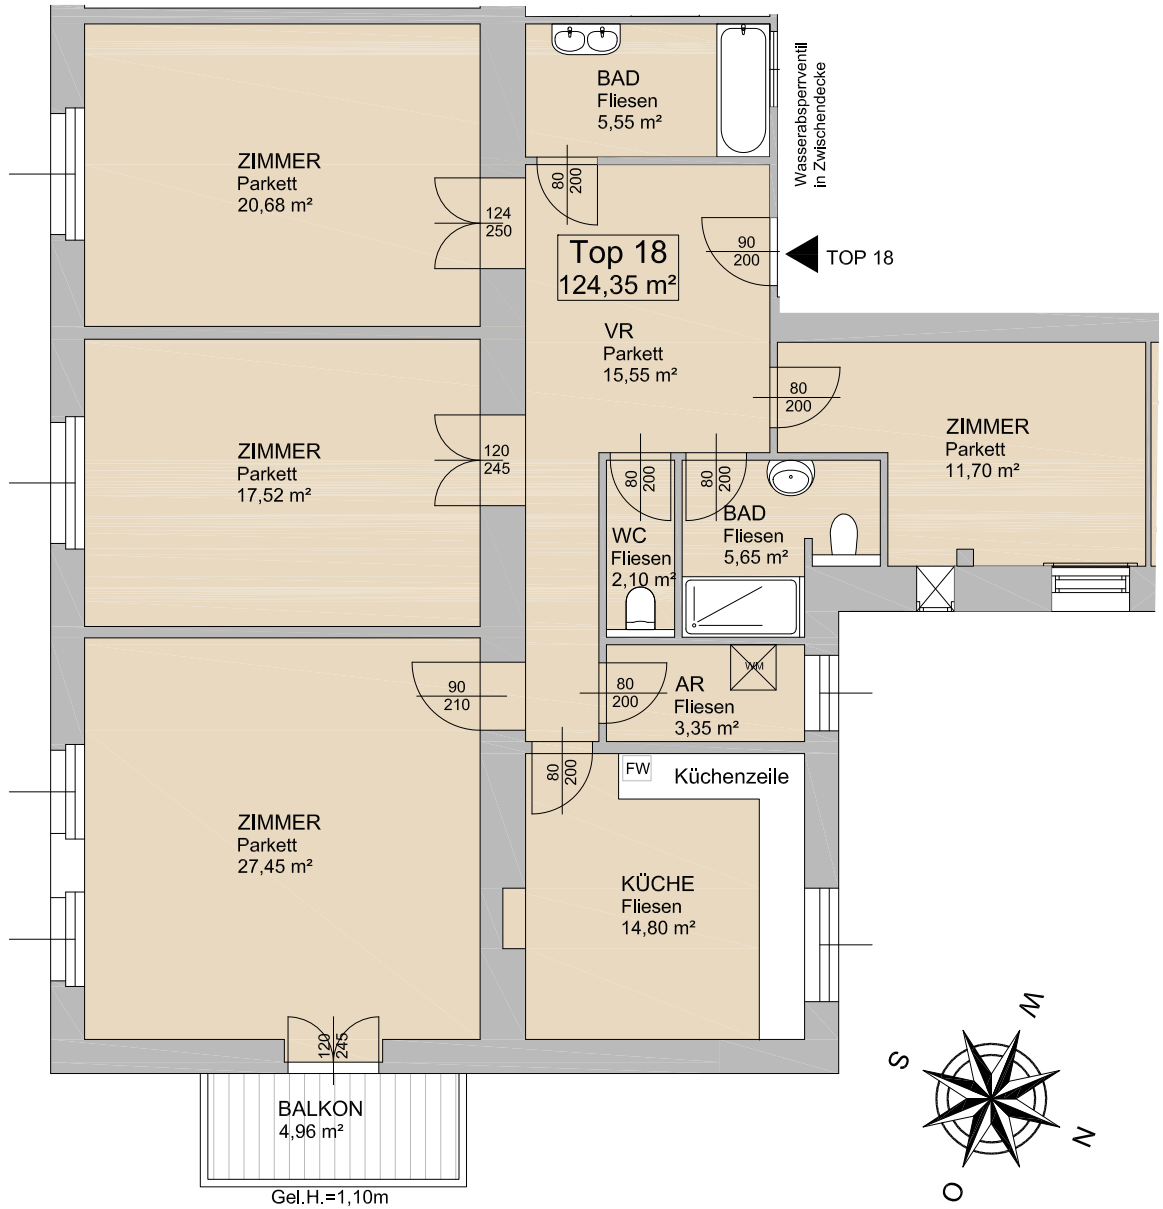 BAD
Fliesen
5,55 m²
Wasserabsperrventil
in Zwischendecke
ZIMMER
Parkett
20,68 m²
124
250
80
200
Top 18
124,35 m²
90
200
TOP 18
VR
Parkett
15,55 m²
80
200
ZIMMER
Parkett
17,52 m²
120
245
ZIMMER
Parkett
11,70 m²
80
200
80
200
WC
Fliesen
2,10 m²
BAD
Fliesen
5,65 m²
WM
AR
Fliesen
3,35 m²
80
200
90
210
80
200
FW
Küchenzeile
ZIMMER
Parkett
27,45 m²
KÜCHE
Fliesen
14,80 m²
120
245
BALKON
4,96 m²
Gel.H.=1,10m
W
S
N
O